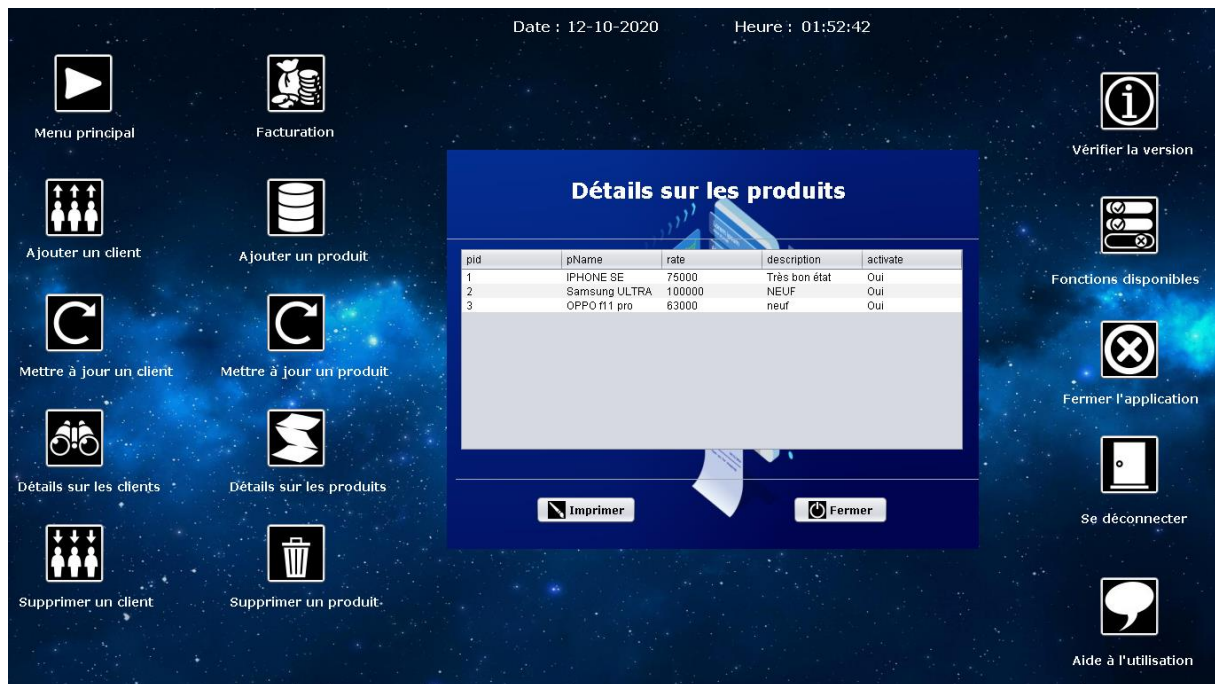 Date : 12-10-2020 Heure : 01:52:42
Menu principal
Facturation
Ajouter un client
Ajouter un produit
Mettre à jour un client
Mettre à jour un produit
Détails sur les clients
Détails sur les produits
Supprimer un client
Supprimer un produit
Détails sur les produits
pid pName rate description activate
1 IPHONE SE 75000 Très bon état Oui
2 Samsung ULTRA 100000 NEUF Oui
3 OPPO f11 pro 63000 neuf Oui
Imprimer
Fermer
Vérifier la version
Fonctions disponibles
Fermer l'application
Se déconnecter
Aide à l'utilisation